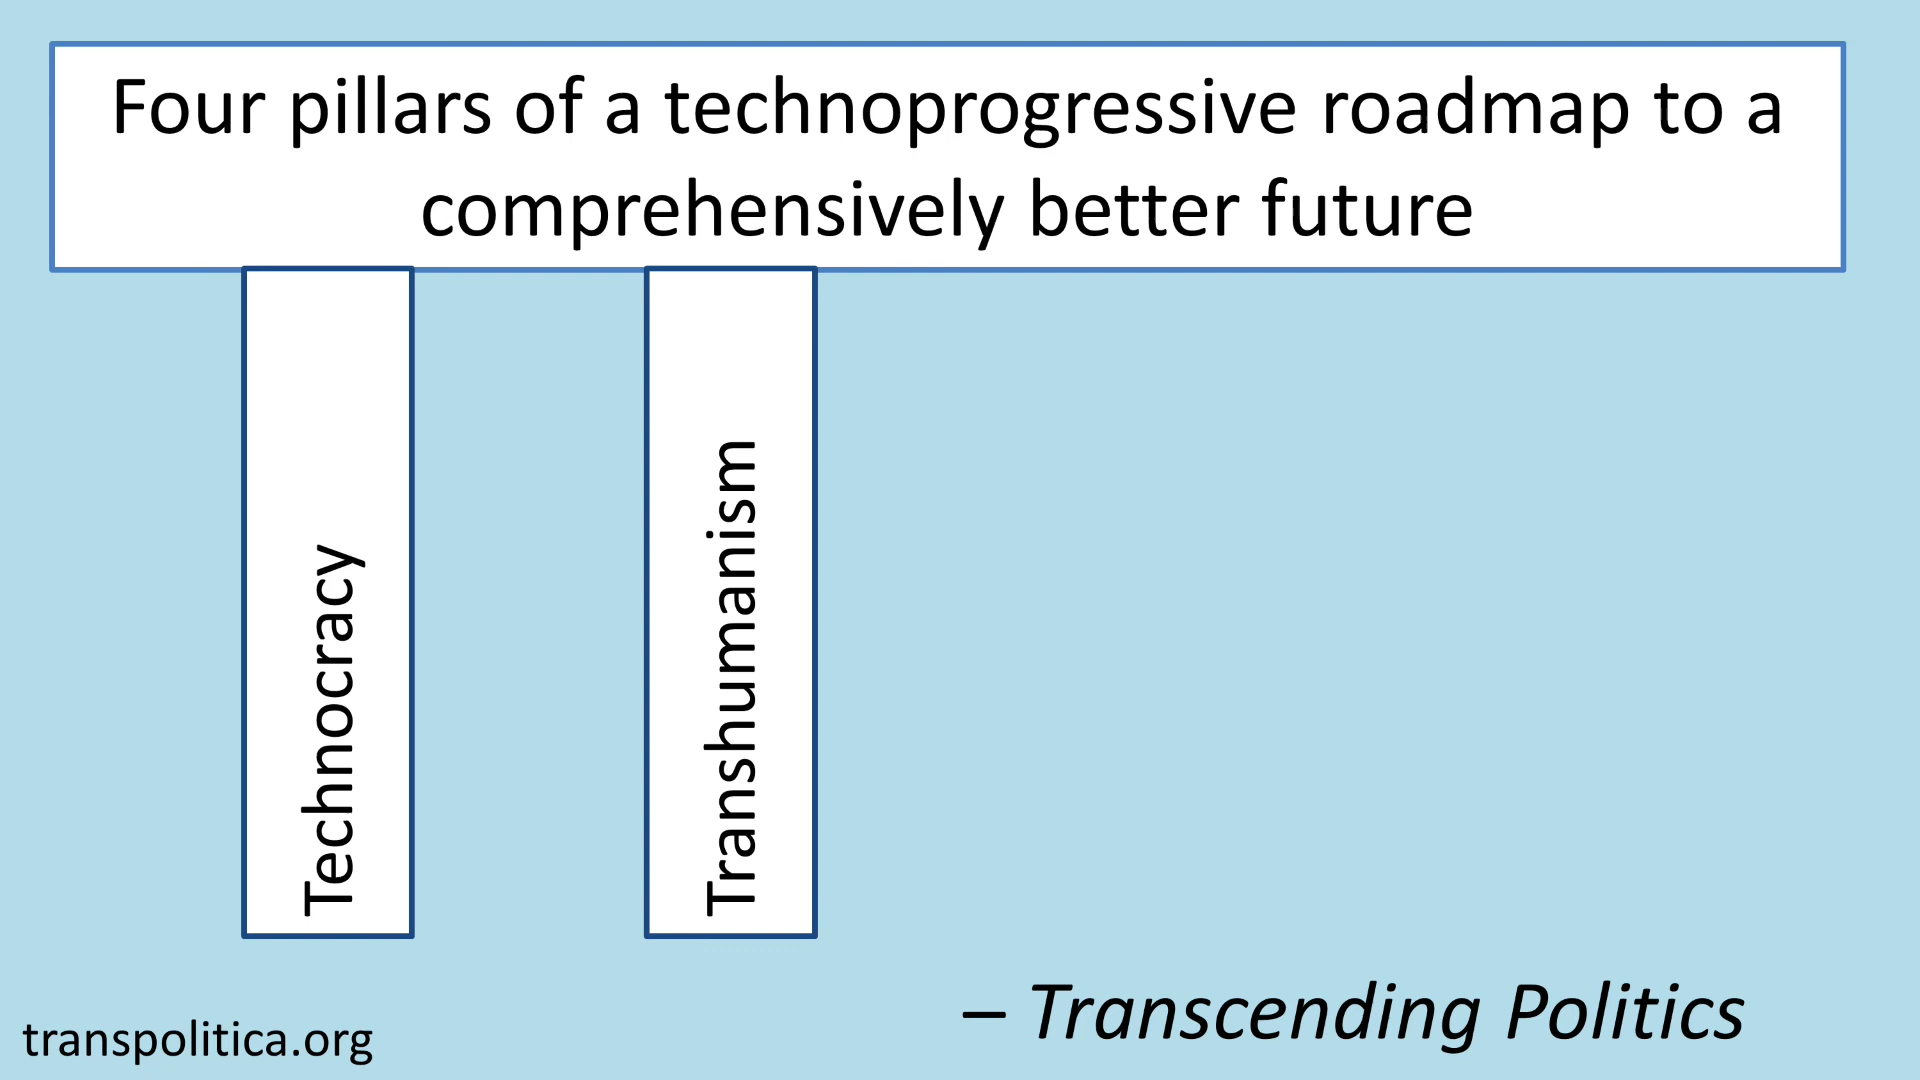 Four pillars of a technoprogressive roadmap to a
comprehensively better future
Technocracy
Transhumanism
– Transcending Politics
transpolitica.org